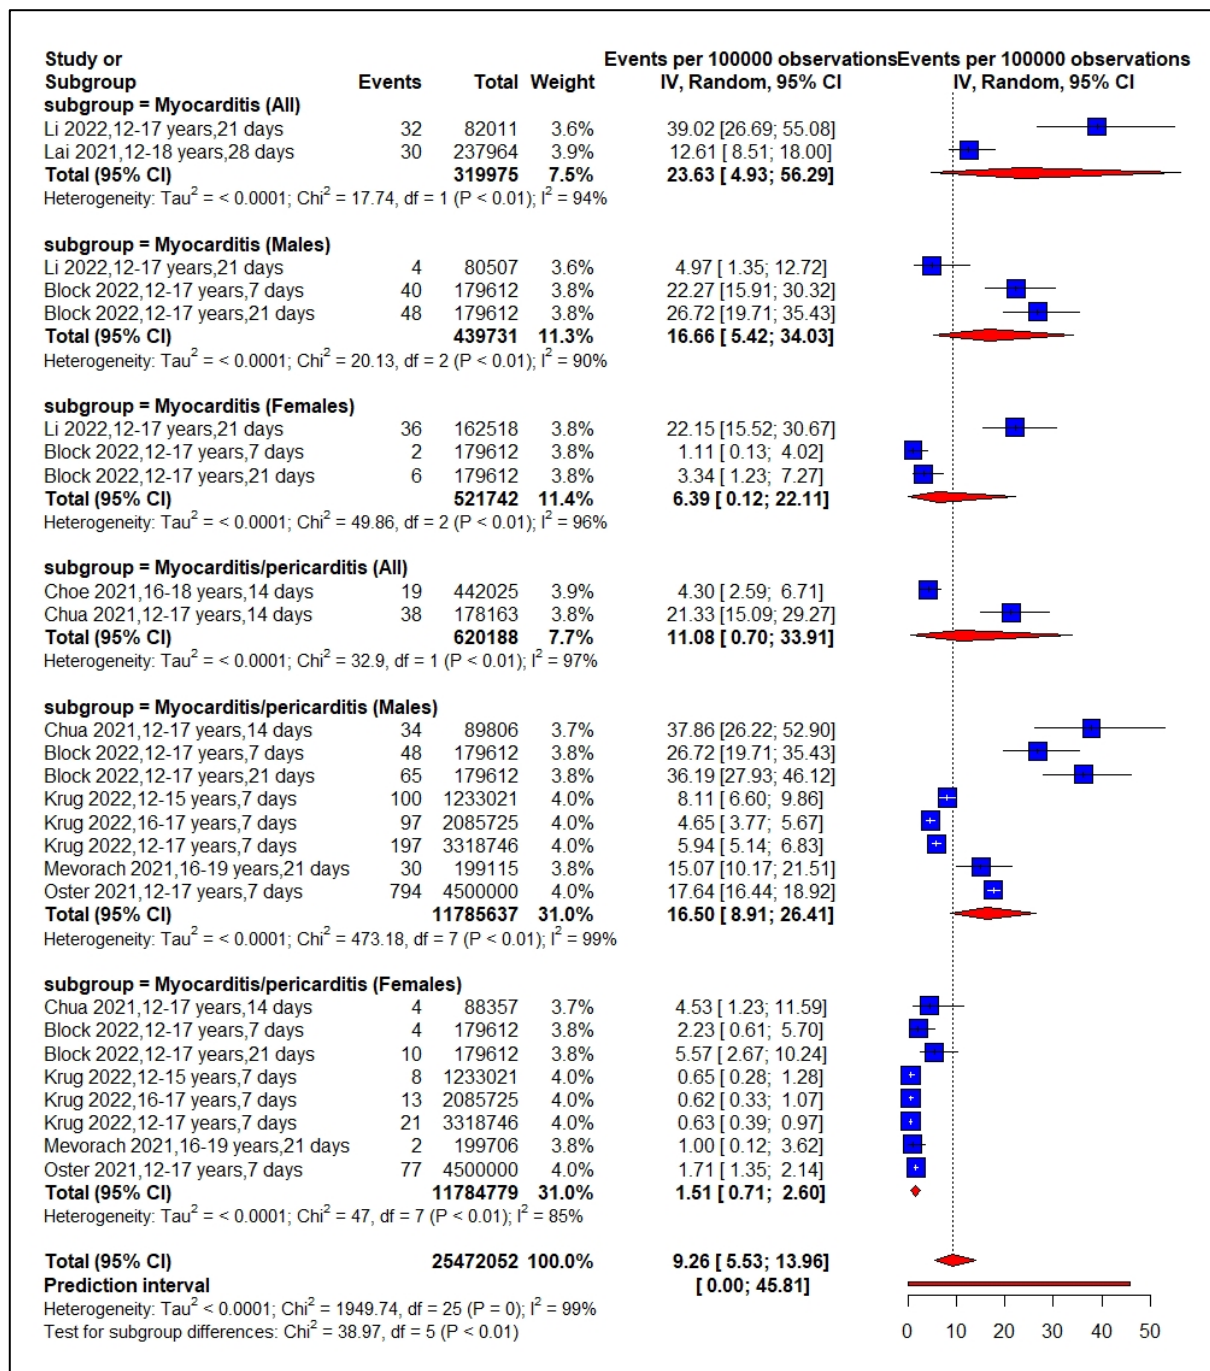 Study or Events per 100000 observations Events per 100000 observations
Subgroup Events Total Weight IV, Random, 95% CI IV, Random, 95% CI
subgroup = Myocarditis (All)
Li 2022,12-17 years,21 days 32 82011 3.6% 39.02 [26.69; 55.08]
Lai 2021,12-18 years,28 days 30 237964 3.9% 12.61 [ 8.51; 18.00]
Total (95% CI) 319975 7.5% 23.63 [ 4.93; 56.29]
Heterogeneity: Tau² = < 0.0001; Chi² = 17.74, df = 1 (P < 0.01); I² = 94%
subgroup = Myocarditis (Males)
Li 2022,12-17 years,21 days 4 80507 3.6% 4.97 [ 1.35; 12.72]
Block 2022,12-17 years,7 days 40 179612 3.8% 22.27 [15.91; 30.32]
Block 2022,12-17 years,21 days 48 179612 3.8% 26.72 [19.71; 35.43]
Total (95% CI) 439731 11.3% 16.66 [ 5.42; 34.03]
Heterogeneity: Tau² = < 0.0001; Chi² = 20.13, df = 2 (P < 0.01); I² = 90%
subgroup = Myocarditis (Females)
Li 2022,12-17 years,21 days 36 162518 3.8% 22.15 [15.52; 30.67]
Block 2022,12-17 years,7 days 2 179612 3.8% 1.11 [ 0.13; 4.02]
Block 2022,12-17 years,21 days 6 179612 3.8% 3.34 [ 1.23; 7.27]
Total (95% CI) 521742 11.4% 6.39 [ 0.12; 22.11]
Heterogeneity: Tau² = < 0.0001; Chi² = 49.86, df = 2 (P < 0.01); I² = 96%
subgroup = Myocarditis/pericarditis (All)
Choe 2021,16-18 years,14 days 19 442025 3.9% 4.30 [ 2.59; 6.71]
Chua 2021,12-17 years,14 days 38 178163 3.8% 21.33 [15.09; 29.27]
Total (95% CI) 620188 7.7% 11.08 [ 0.70; 33.91]
Heterogeneity: Tau² = < 0.0001; Chi² = 32.9, df = 1 (P < 0.01); I² = 97%
subgroup = Myocarditis/pericarditis (Males)
Chua 2021,12-17 years,14 days 34 89806 3.7% 37.86 [26.22; 52.90]
Block 2022,12-17 years,7 days 48 179612 3.8% 26.72 [19.71; 35.43]
Block 2022,12-17 years,21 days 65 179612 3.8% 36.19 [27.93; 46.12]
Krug 2022,12-15 years,7 days 100 1233021 4.0% 8.11 [ 6.60; 9.86]
Krug 2022,16-17 years,7 days 97 2085725 4.0% 4.65 [ 3.77; 5.67]
Krug 2022,12-17 years,7 days 197 3318746 4.0% 5.94 [ 5.14; 6.83]
Mevorach 2021,16-19 years,21 days 30 199115 3.8% 15.07 [10.17; 21.51]
Oster 2021,12-17 years,7 days 794 4500000 4.0% 17.64 [16.44; 18.92]
Total (95% CI) 11785637 31.0% 16.50 [ 8.91; 26.41]
Heterogeneity: Tau² = < 0.0001; Chi² = 473.18, df = 7 (P < 0.01); I² = 99%
subgroup = Myocarditis/pericarditis (Females)
Chua 2021,12-17 years,14 days 4 88357 3.7% 4.53 [ 1.23; 11.59]
Block 2022,12-17 years,7 days 4 179612 3.8% 2.23 [ 0.61; 5.70]
Block 2022,12-17 years,21 days 10 179612 3.8% 5.57 [ 2.67; 10.24]
Krug 2022,12-15 years,7 days 8 1233021 4.0% 0.65 [ 0.28; 1.28]
Krug 2022,16-17 years,7 days 13 2085725 4.0% 0.62 [ 0.33; 1.07]
Krug 2022,12-17 years,7 days 21 3318746 4.0% 0.63 [ 0.39; 0.97]
Mevorach 2021,16-19 years,21 days 2 199706 3.8% 1.00 [ 0.12; 3.62]
Oster 2021,12-17 years,7 days 77 4500000 4.0% 1.71 [ 1.35; 2.14]
Total (95% CI) 11784779 31.0% 1.51 [ 0.71; 2.60]
Heterogeneity: Tau² = < 0.0001; Chi² = 47, df = 7 (P < 0.01); I² = 85%
Total (95% CI) 25472052 100.0% 9.26 [ 5.53; 13.96]
Prediction interval [ 0.00; 45.81]
Heterogeneity: Tau² < 0.0001; Chi² = 1949.74, df = 25 (P = 0); I² = 99%
Test for subgroup differences: Chi² = 38.97, df = 5 (P < 0.01)
0 10 20 30 40 50